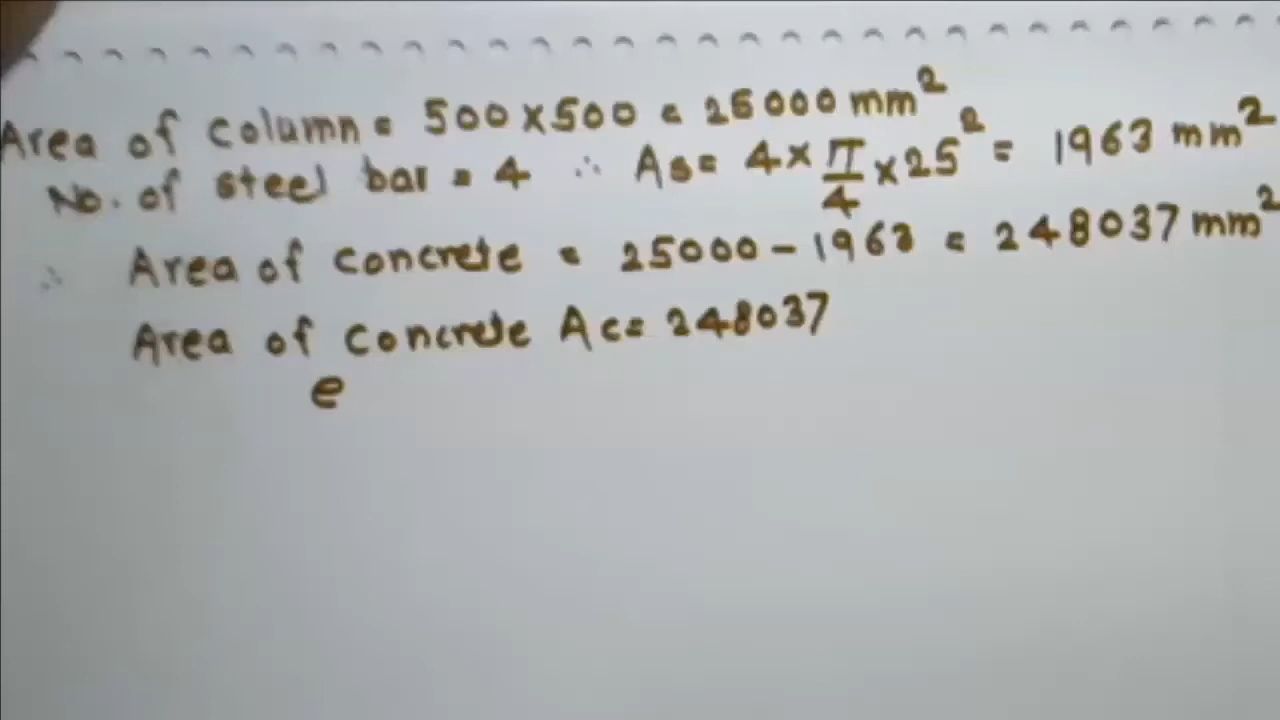 Area of column = 500 x 500 = 25000 mm²
No. of steel bar = 4 ∴ As = 4 x π/4 x 25² = 1963 mm²
∴ Area of concrete = 25000 - 1963 = 248037 mm²
Area of concrete Ac = 248037
e